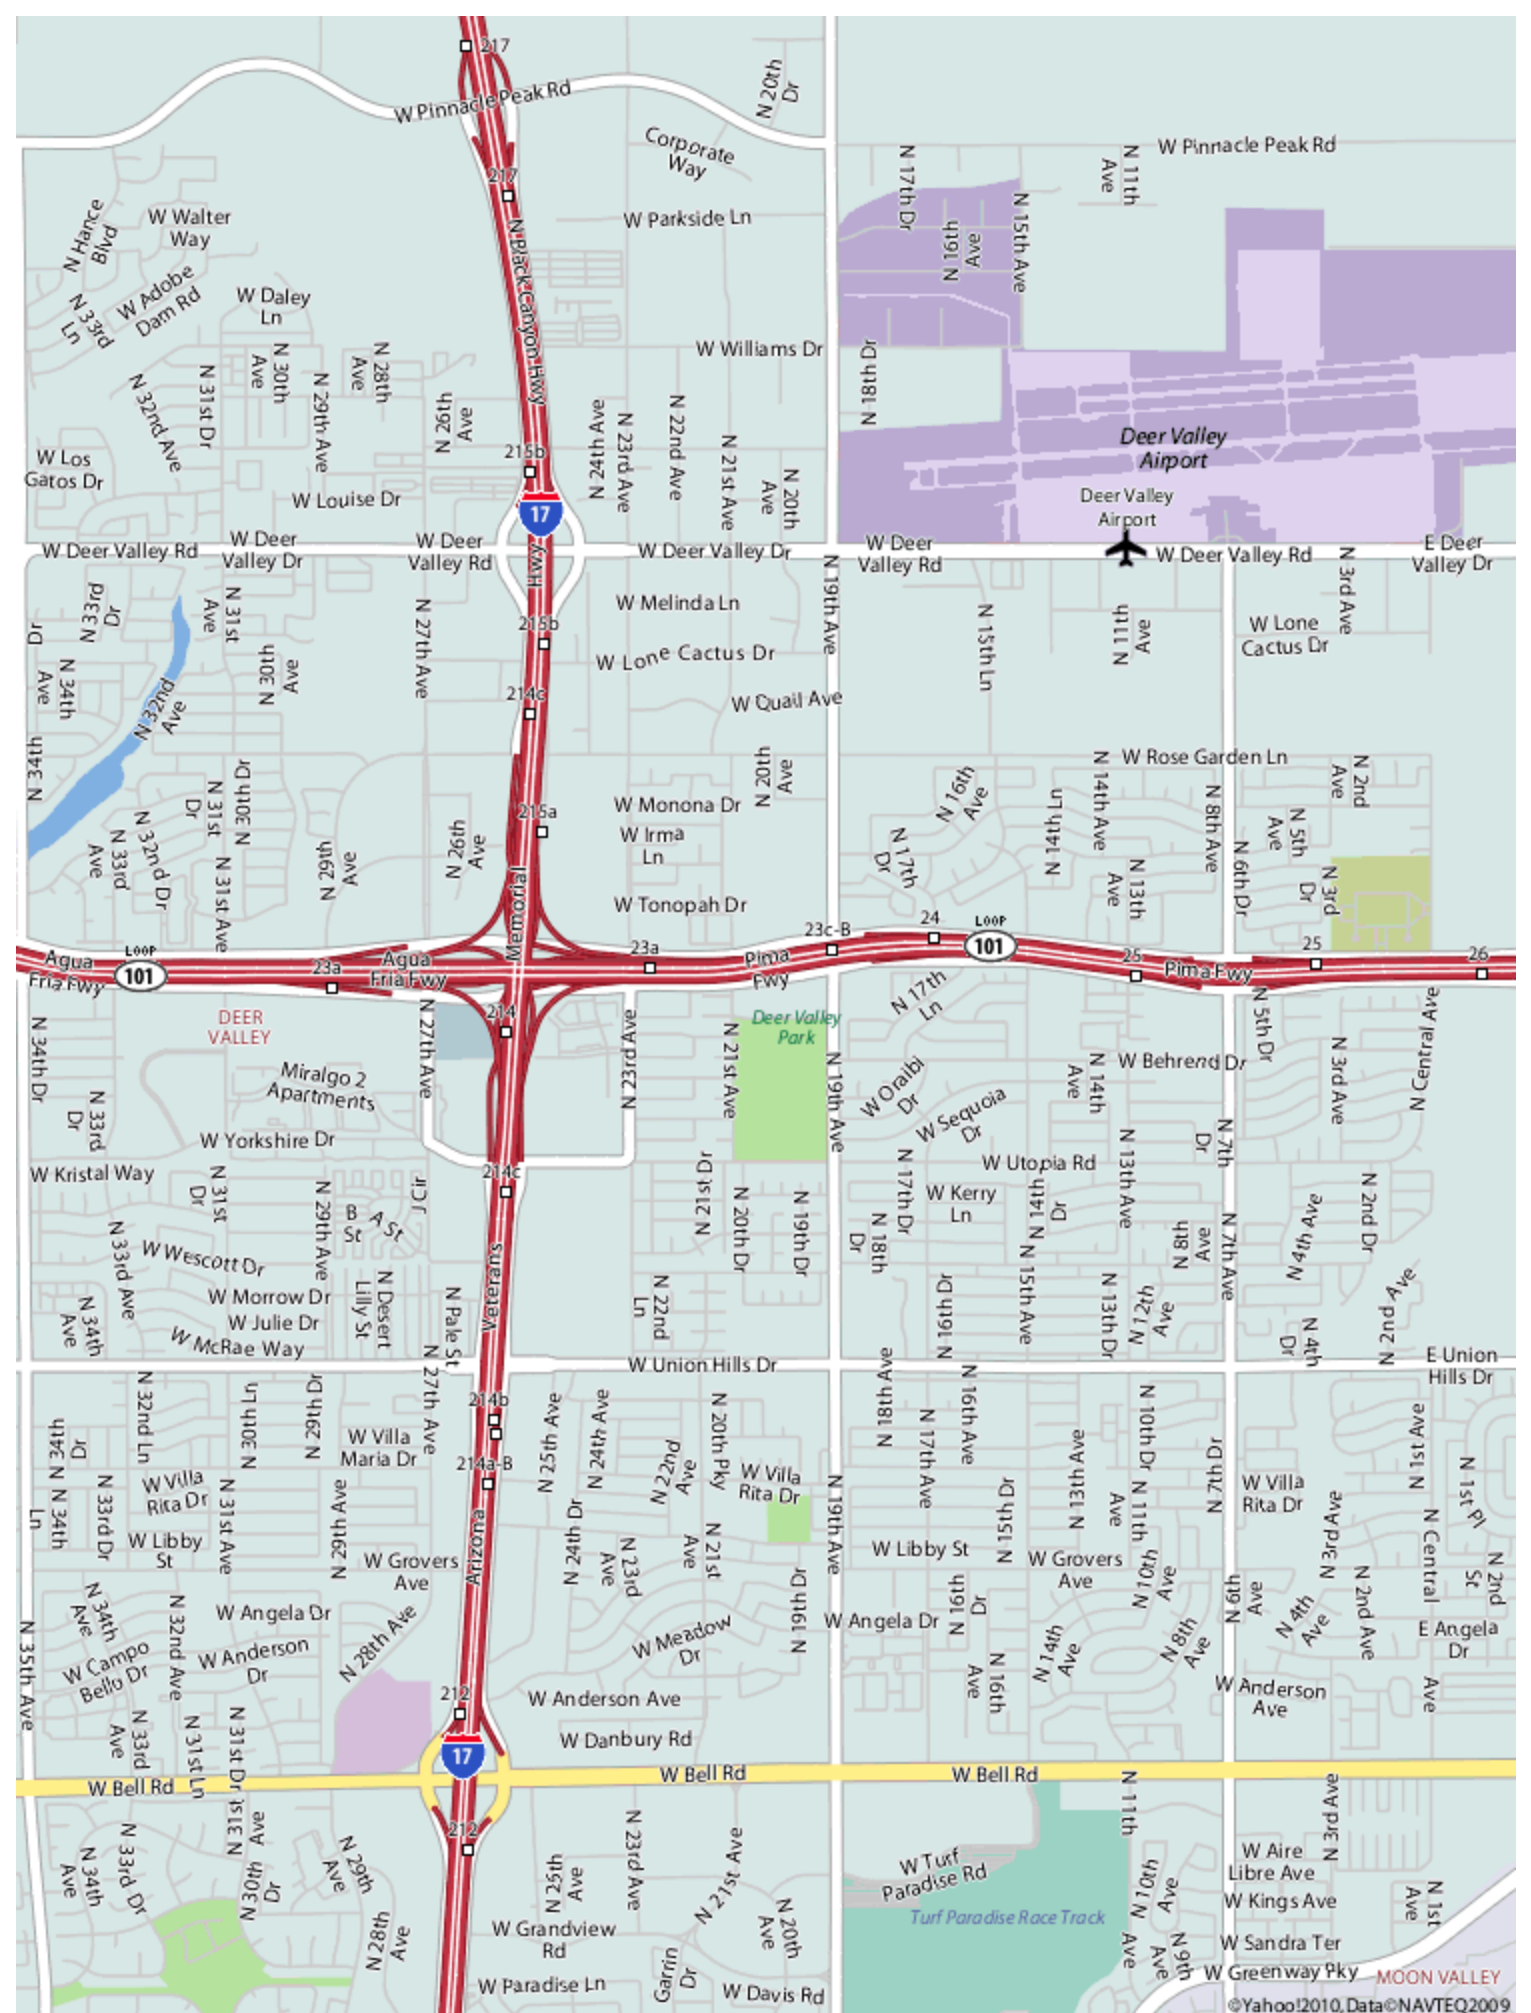 217
W Pinnacle Peak Rd
N 20th
Dr
Corporate
Way
W Pinnacle Peak Rd
N 17th Dr
N 11th
Ave
217
N Hance
Blvd
W Walter
Way
W Parkside Ln
N 16th
Ave
N 15th Ave
N Black Canyon Hwy
N 33rd
Ln
W Adobe
Dam Rd
W Daley
Ln
W Williams Dr
N 18th Dr
N 32nd Ave
N 31st Dr
N 30th
Ave
N 29th Ave
N 28th
Ave
N 26th
Ave
N 24th Ave
N 23rd Ave
N 22nd Ave
N 21st Ave
N 20th
Ave
Deer Valley
Airport
Deer Valley
Airport
W Los
Gatos Dr
215b
W Louise Dr
17
W Deer Valley Rd
W Deer
Valley Dr
W Deer
Valley Rd
Hwy
W Deer Valley Dr
W Deer
Valley Rd
W Deer Valley Rd
E Deer
Valley Dr
N 33rd
Dr
N 31st
Ave
N 27th Ave
W Melinda Ln
N 19th Ave
N 15th Ln
N 11th
Ave
W Lone
Cactus Dr
N 3rd Ave
Dr
N 34th
Ave
N 30th
Ave
215b
W Lone Cactus Dr
N 32nd
Ave
214c
W Quail Ave
N 34th
N 30th Dr
N 31st
Dr
N 20th
Ave
W Rose Garden Ln
N 16th
Ave
N 14th Ln
N 14th Ave
N 8th Ave
N 5th
Ave
N 2nd
Ave
N 33rd
Ave
N 32nd Dr
N 31st Ave
N 29th
Ave
N 26th
Ave
215a
W Monona Dr
W Irma
Ln
N 17th
Dr
N 13th
Ave
N 6th Dr
N 3rd
Dr
Memorial
W Tonopah Dr
Agua
Fria Fwy
LOOP
101
23a
Agua
Fria Fwy
23a
Pima
Fwy
23c-B
24
LOOP
101
25
Pima Fwy
25
26
DEER
VALLEY
214
N 34th Dr
N 27th Ave
N 23rd Ave
N 21st Ave
Deer Valley
Park
N 19th Ave
N 17th
Ln
N 5th Dr
N 3rd Ave
N Central Ave
Miralgo 2
Apartments
N 33rd
Dr
W Oraibi
Dr
W Sequoia
Dr
N 14th
Ave
W Behrend Dr
W Yorkshire Dr
W Kristal Way
214c
N 31st
Dr
N 29th Ave
B
St
A St
J Cir
N 21st Dr
N 20th Dr
N 19th Dr
N 17th Dr
W Utopia Rd
W Kerry
Ln
N 14th
Dr
N 13th Ave
N 7th
Dr
N 33rd Ave
W Wescott Dr
N 18th
Dr
N 8th
Ave
N 7th Ave
N 4th Ave
N 2nd Dr
N 34th
Ave
W Morrow Dr
W Julie Dr
W McRae Way
N Desert
Lilly St
N Pale St
Veterans
N 22nd
Ln
N 16th Dr
N 15th Ave
N 13th Dr
N 12th
Ave
N 4th
Dr
N 2nd Ave
N 27th Ave
W Union Hills Dr
E Union
Hills Dr
N 34th
Dr
N 32nd Ln
N 30th Ln
N 29th Dr
W Villa
Maria Dr
214b
214a-B
N 25th Ave
N 24th Ave
N 22nd
Ave
N 20th Pky
W Villa
Rita Dr
N 18th Ave
N 17th Ave
N 16th Ave
N 13th Ave
N 10th Dr
N 7th Dr
W Villa
Rita Dr
N 1st Ave
N 1st Pl
N 34th
Ln
N 33rd Dr
W Villa
Rita Dr
N 31st Ave
W Libby
St
N 29th Ave
W Grovers
Ave
Arizona
N 24th Dr
N 23rd
Ave
N 21st
Ave
N 19th Ave
W Libby St
N 15th Dr
W Grovers
Ave
N 11th
Ave
N 10th
Ave
N 3rd Ave
N Central
N 2nd
St
N 35th Ave
N 34th
Ave
N 32nd Ave
W Angela Dr
N 28th Ave
W Campo
Bello Dr
W Anderson
Dr
W Meadow
Dr
N 19th Dr
W Angela Dr
N 16th
Dr
N 14th
Ave
N 8th
Ave
N 6th
Ave
N 4th
Ave
N 2nd Ave
E Angela
Dr
N 33rd
Ave
N 31st Ln
N 31st Dr
212
W Anderson Ave
W Danbury Rd
N 16th
Ave
W Anderson
Ave
Ave
17
W Bell Rd
W Bell Rd
W Bell Rd
N 34th
Ave
N 33rd Dr
N 31st
Ave
N 30th
Dr
N 29th
Ave
N 28th
Ave
212
N 25th
Ave
N 23rd Ave
N 21st Ave
N 20th
Ave
W Turf
Paradise Rd
Turf Paradise Race Track
N 11th
Ave
N 10th
Ave
N 9th
Ave
N 3rd Ave
W Aire
Libre Ave
W Kings Ave
N 1st
Ave
W Grandview
Rd
W Paradise Ln
Garrin
Dr
W Davis Rd
W Sandra Ter
W Greenway Pky
MOON VALLEY
©Yahoo!2010, Data©NAVTEQ2009